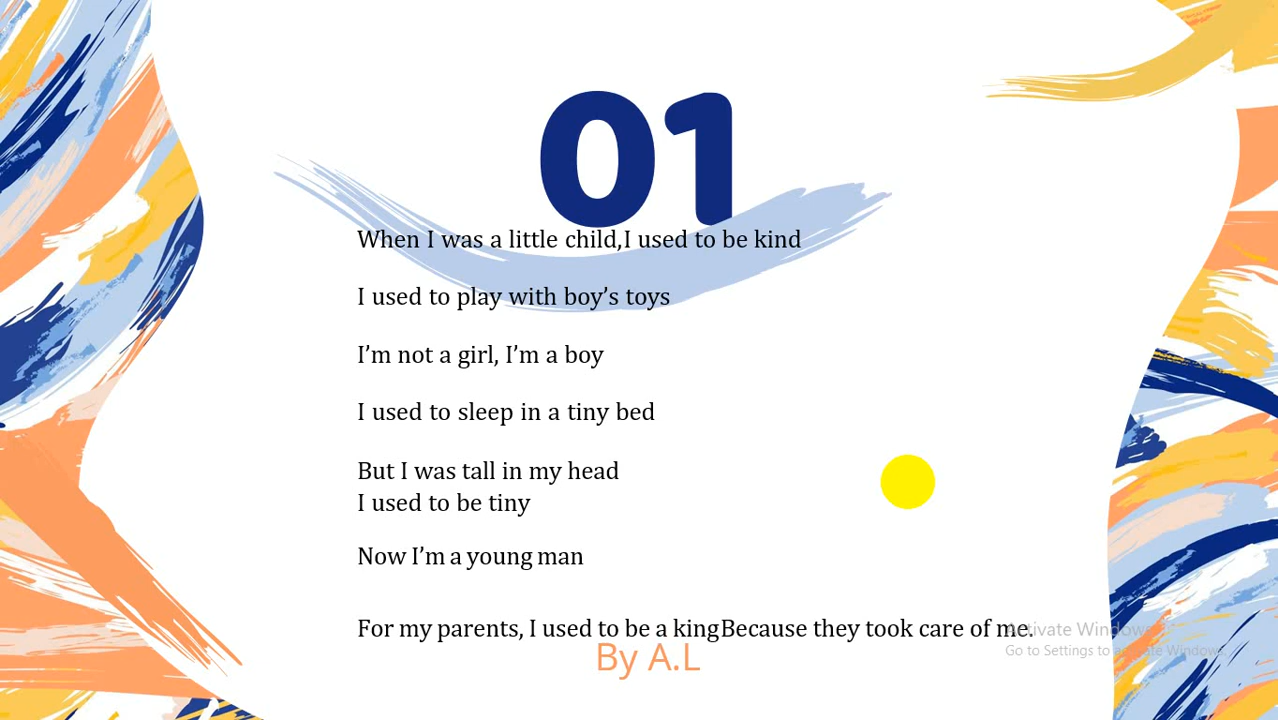 01
When I was a little child,I used to be kind
I used to play with boy’s toys
I’m not a girl, I’m a boy
I used to sleep in a tiny bed
But I was tall in my head
I used to be tiny
Now I’m a young man
For my parents, I used to be a kingBecause they took care of me.
By A.L
Activate Windows
Go to Settings to activate Windows.